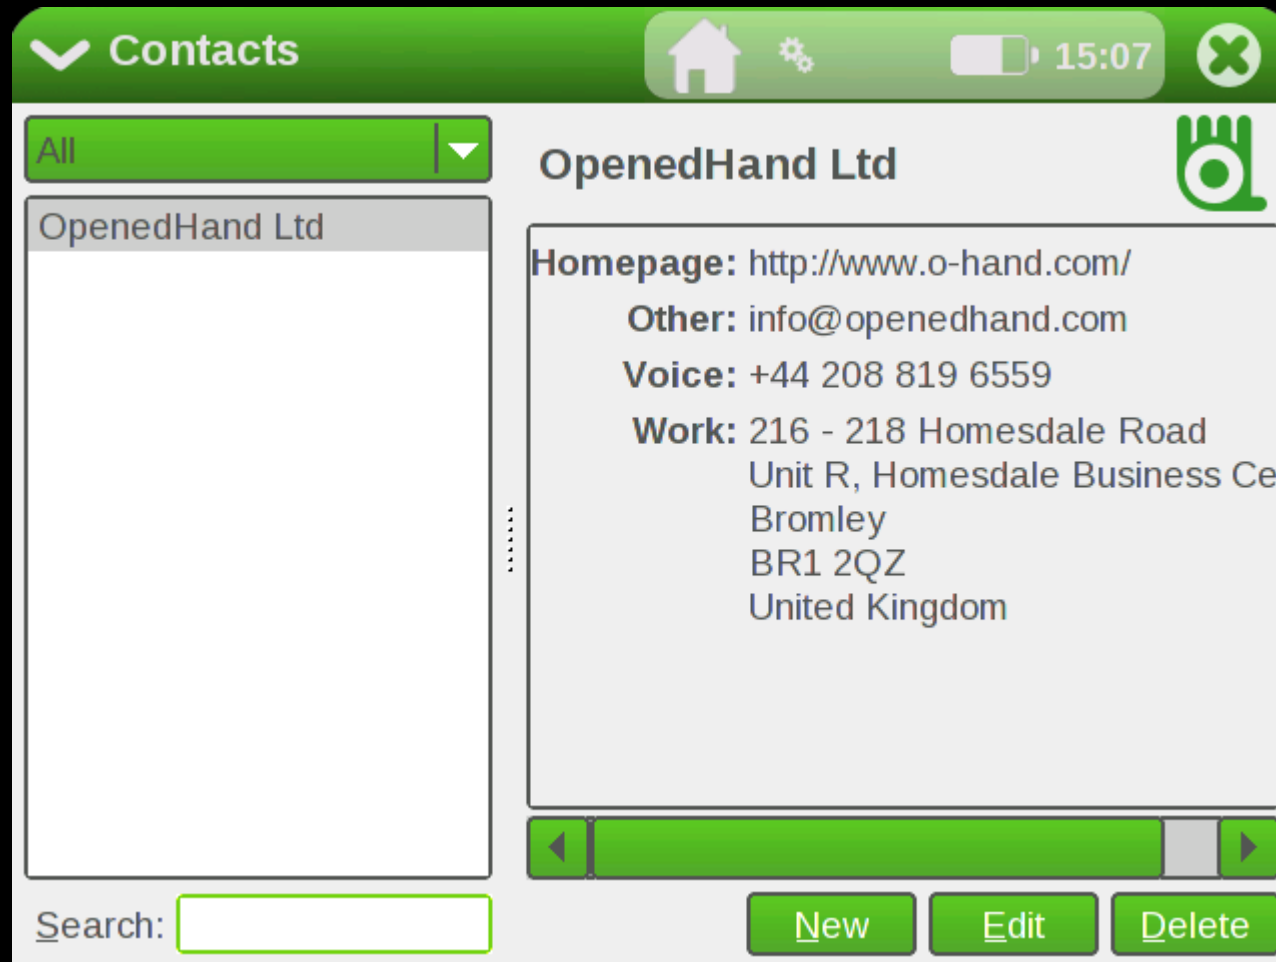 Contacts
15:07
All
OpenedHand Ltd
Search:
OpenedHand Ltd
Homepage: http://www.o-hand.com/
Other: info@openedhand.com
Voice: +44 208 819 6559
Work: 216 - 218 Homesdale Road
Unit R, Homesdale Business Ce
Bromley
BR1 2QZ
United Kingdom
New Edit Delete